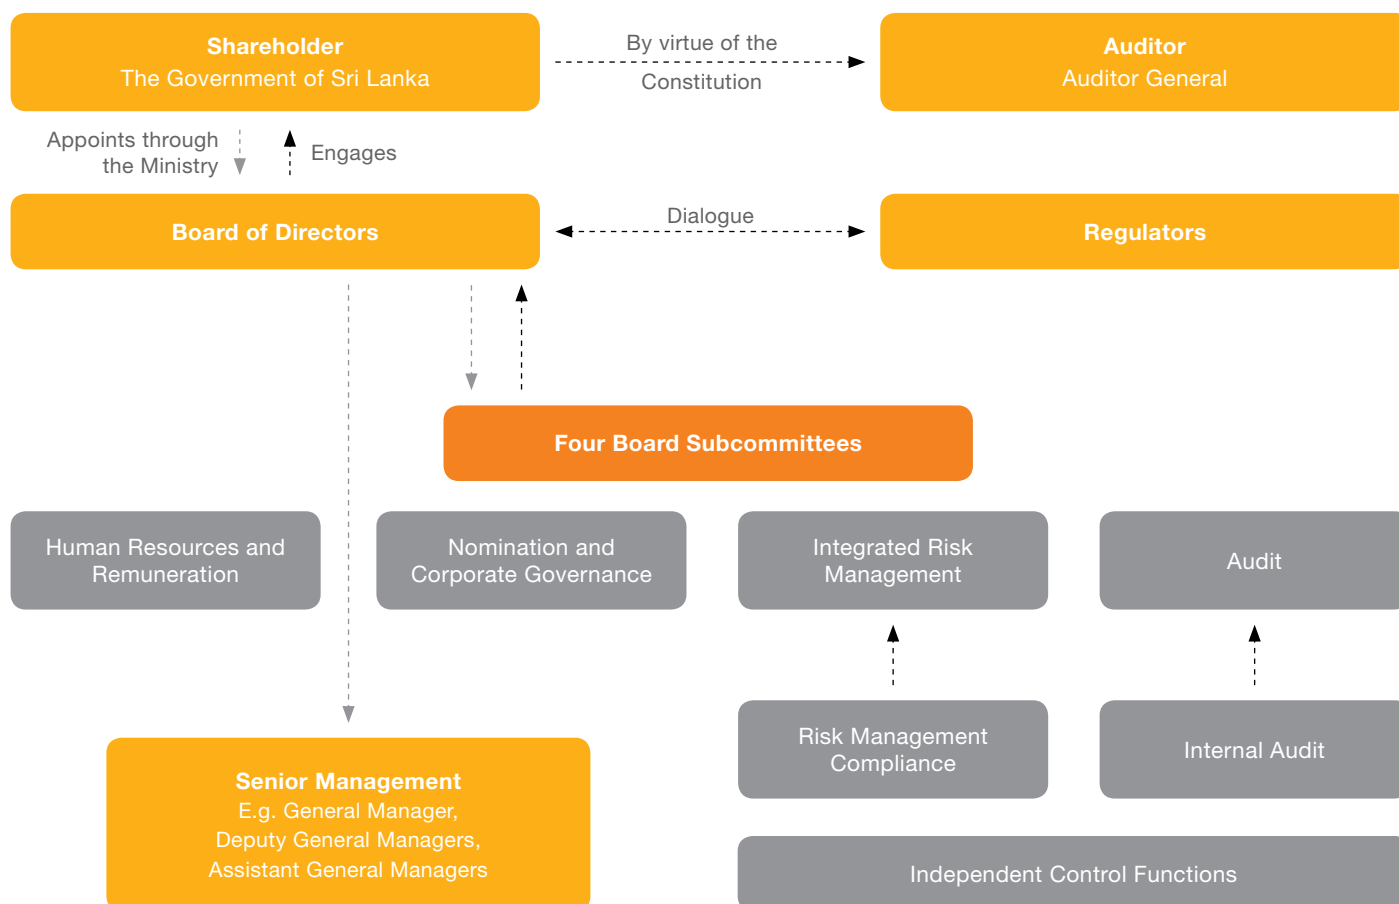 Shareholder
The Government of Sri Lanka
By virtue of the
Constitution
Auditor
Auditor General
Appoints through
the Ministry
Engages
Board of Directors
Dialogue
Regulators
Four Board Subcommittees
Human Resources and
Remuneration
Nomination and
Corporate Governance
Integrated Risk
Management
Audit
Risk Management
Compliance
Internal Audit
Senior Management
E.g. General Manager,
Deputy General Managers,
Assistant General Managers
Independent Control Functions